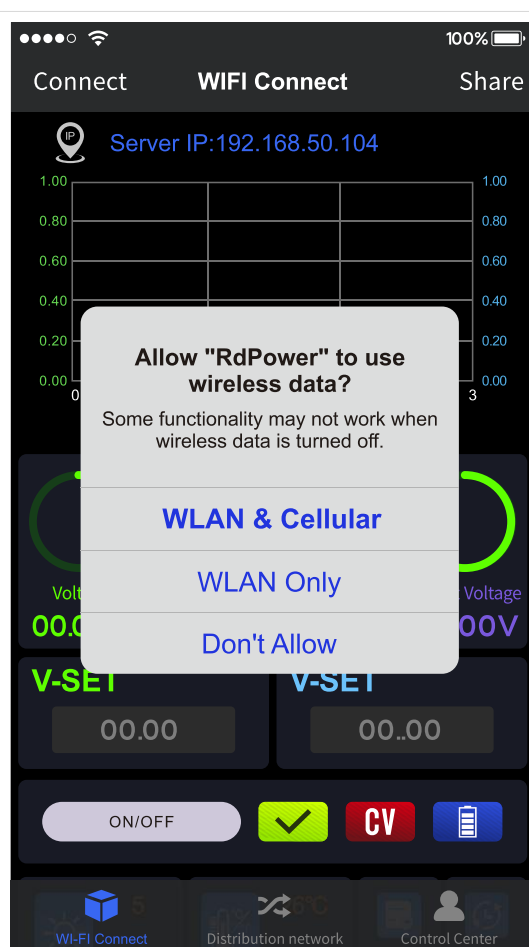 100%
Connect WIFI Connect Share
IP Server IP:192.168.50.104
1.00 1.00
0.80 0.80
0.60 0.60
0.40 0.40
0.20 0.20
0.00 0.00
0 3
Allow "RdPower" to use
wireless data?
Some functionality may not work when
wireless data is turned off.
WLAN & Cellular
WLAN Only
Don't Allow
Voltage
V-SET V-SET
00.00 00..00
ON/OFF CV
WI-FI Connect Distribution network Control Center